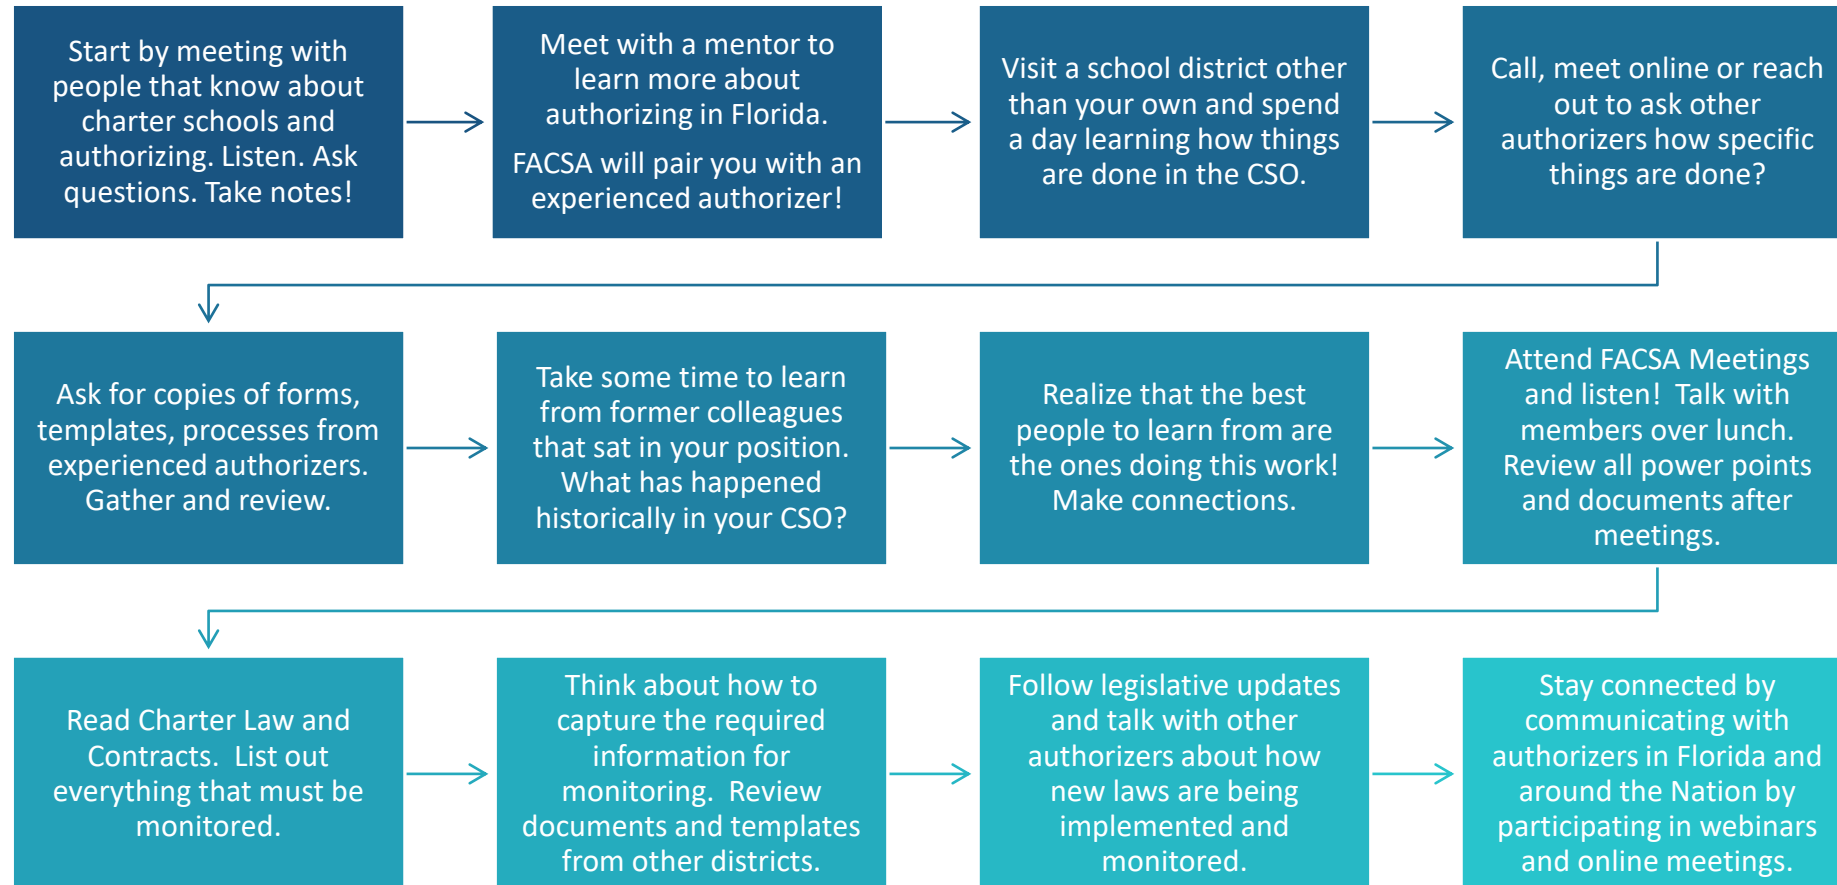 Start by meeting with
people that know about
charter schools and
authorizing. Listen. Ask
questions. Take notes!
Meet with a mentor to
learn more about
authorizing in Florida.
FACSA will pair you with an
experienced authorizer!
Visit a school district other
than your own and spend
a day learning how things
are done in the CSO.
Call, meet online or reach
out to ask other
authorizers how specific
things are done?
Ask for copies of forms,
templates, processes from
experienced authorizers.
Gather and review.
Take some time to learn
from former colleagues
that sat in your position.
What has happened
historically in your CSO?
Realize that the best
people to learn from are
the ones doing this work!
Make connections.
Attend FACSA Meetings
and listen!  Talk with
members over lunch.
Review all power points
and documents after
meetings.
Read Charter Law and
Contracts.  List out
everything that must be
monitored.
Think about how to
capture the required
information for
monitoring.  Review
documents and templates
from other districts.
Follow legislative updates
and talk with other
authorizers about how
new laws are being
implemented and
monitored.
Stay connected by
communicating with
authorizers in Florida and
around the Nation by
participating in webinars
and online meetings.